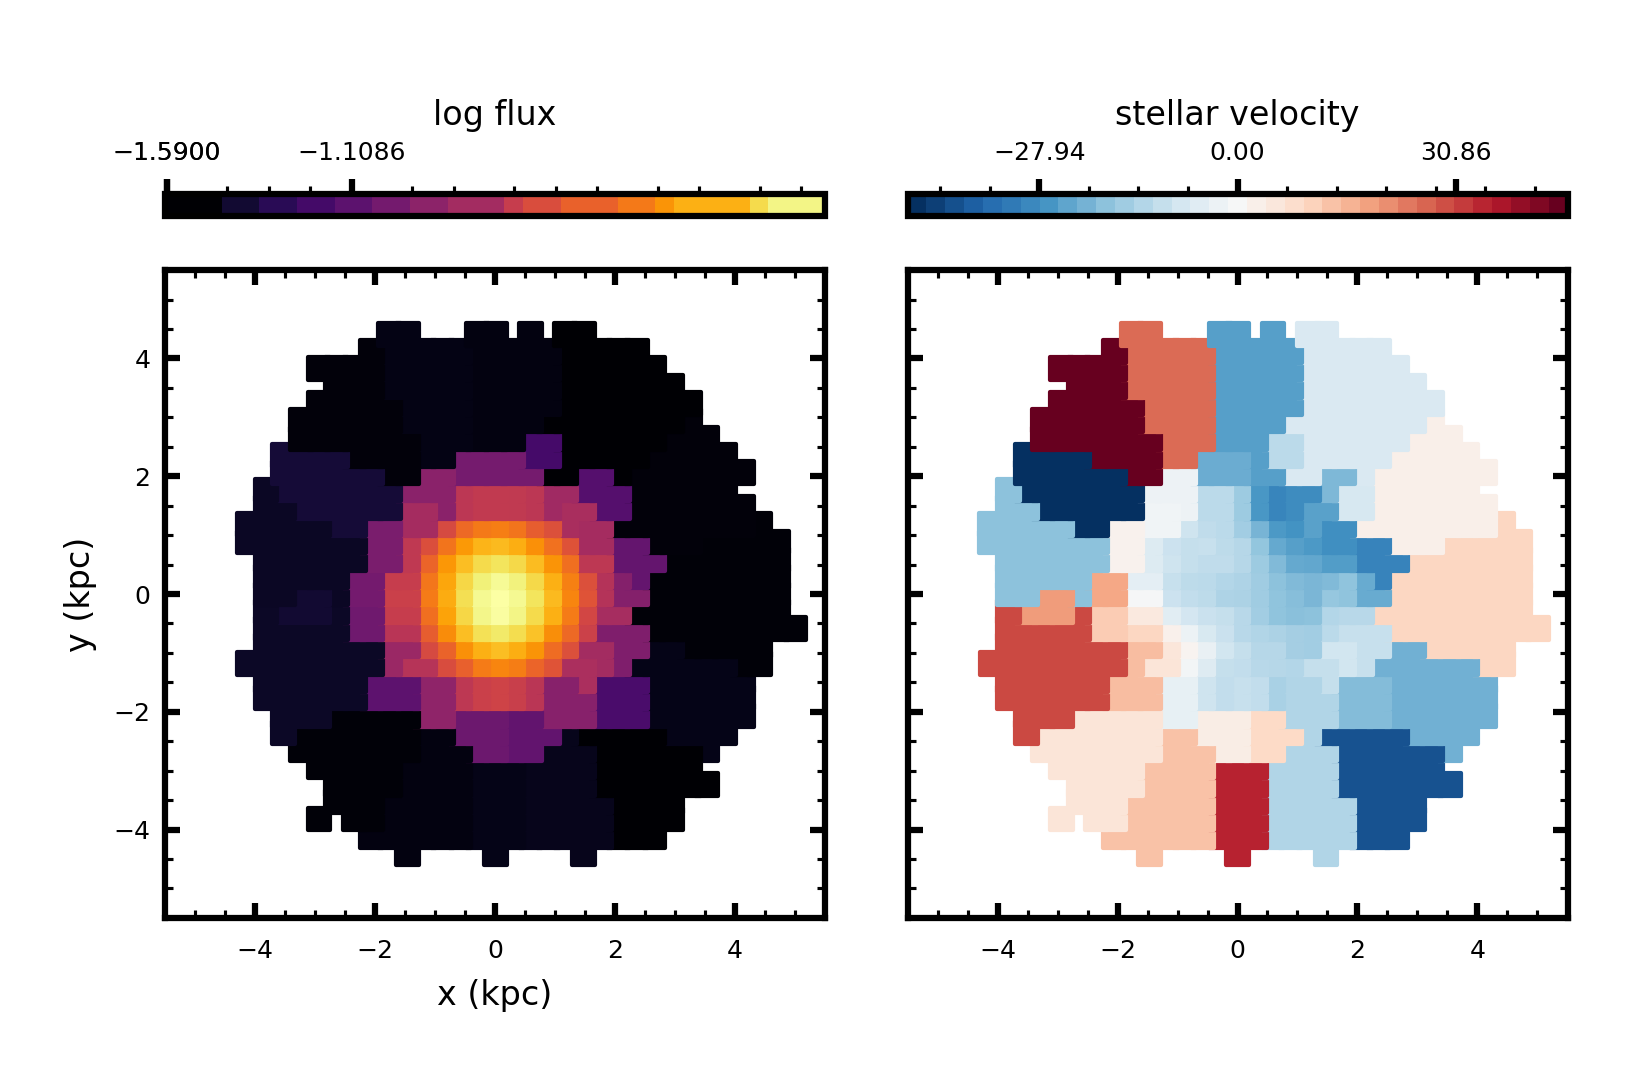 log flux
stellar velocity
−1.5900 −1.1086
−27.94 0.00 30.86
4
2
0
−2
−4
y (kpc)
−4 −2 0 2 4
−4 −2 0 2 4
x (kpc)